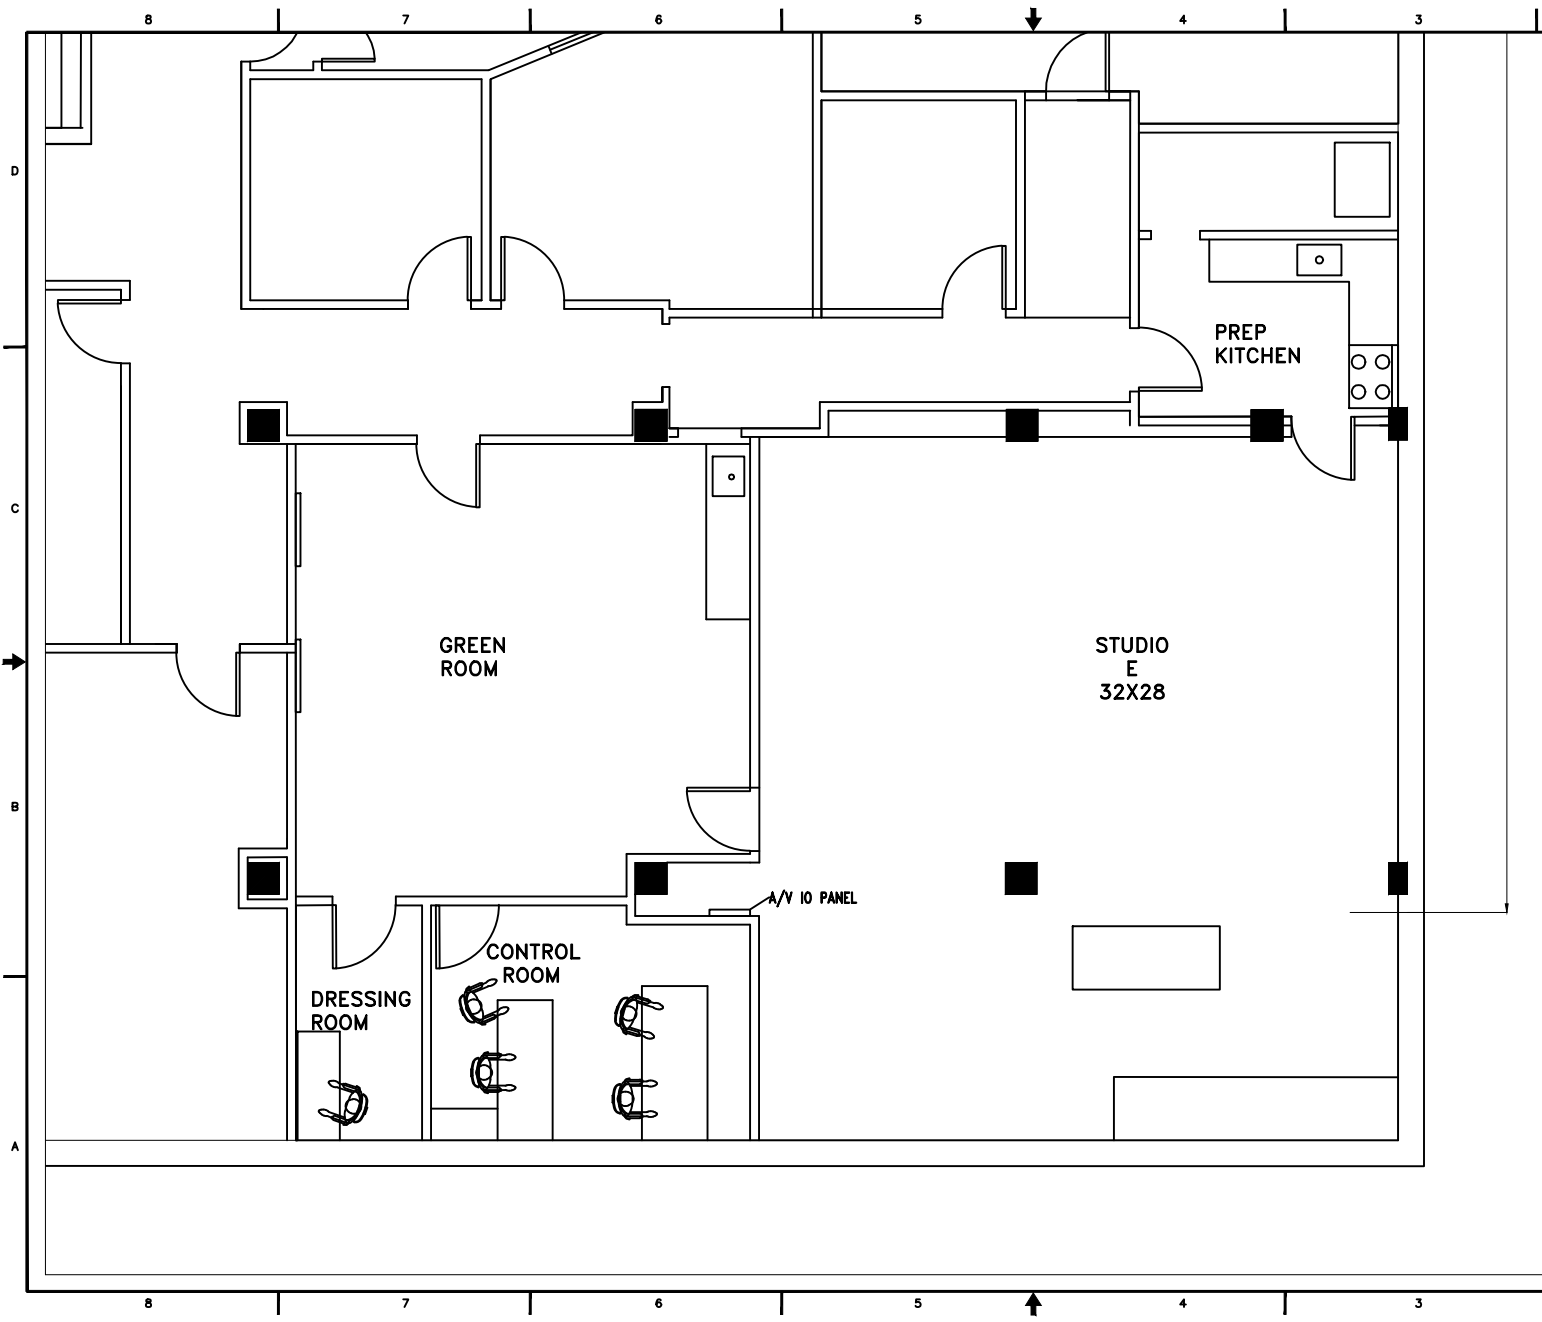 8 7 6 5 4 3
D
PREP
KITCHEN
C
GREEN
ROOM
STUDIO
E
32X28
B
A/V IO PANEL
CONTROL
ROOM
DRESSING
ROOM
A
8 7 6 5 4 3